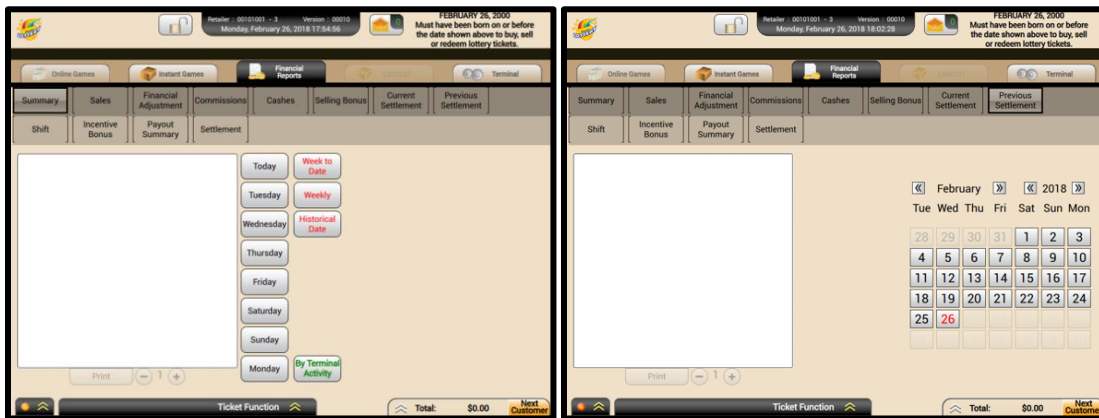 Retailer : 00101001 - 3 Version : 00010
Monday, February 26, 2018 17:54:56
0
FEBRUARY 26, 2000
Must have been born on or before
the date shown above to buy, sell
or redeem lottery tickets.
Online Games
Instant Games
Financial
Reports
Terminal
Summary
Sales
Financial
Adjustment
Commissions
Cashes
Selling Bonus
Current
Settlement
Previous
Settlement
Shift
Incentive
Bonus
Payout
Summary
Settlement
Today
Week to
Date
Tuesday
Weekly
Wednesday
Historical
Date
Thursday
Friday
Saturday
Sunday
Monday
By Terminal
Activity
Print
1
Ticket Function
Total: $0.00
Next
Customer
Retailer : 00101001 - 3 Version : 00010
Monday, February 26, 2018 18:02:28
0
FEBRUARY 26, 2000
Must have been born on or before
the date shown above to buy, sell
or redeem lottery tickets.
Online Games
Instant Games
Financial
Reports
Terminal
Summary
Sales
Financial
Adjustment
Commissions
Cashes
Selling Bonus
Current
Settlement
Previous
Settlement
Shift
Incentive
Bonus
Payout
Summary
Settlement
February 2018
Tue Wed Thu Fri Sat Sun Mon
28 29 30 31 1 2 3
4 5 6 7 8 9 10
11 12 13 14 15 16 17
18 19 20 21 22 23 24
25 26
Print
1
Ticket Function
Total: $0.00
Next
Customer